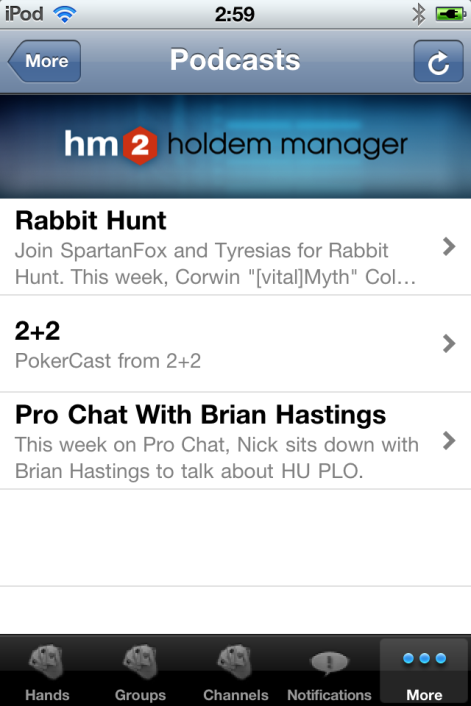 iPod 2:59
More Podcasts
hm2 holdem manager
Rabbit Hunt
Join SpartanFox and Tyresias for Rabbit
Hunt. This week, Corwin "[vital]Myth" Col...
2+2
PokerCast from 2+2
Pro Chat With Brian Hastings
This week on Pro Chat, Nick sits down with
Brian Hastings to talk about HU PLO.
Hands Groups Channels Notifications More